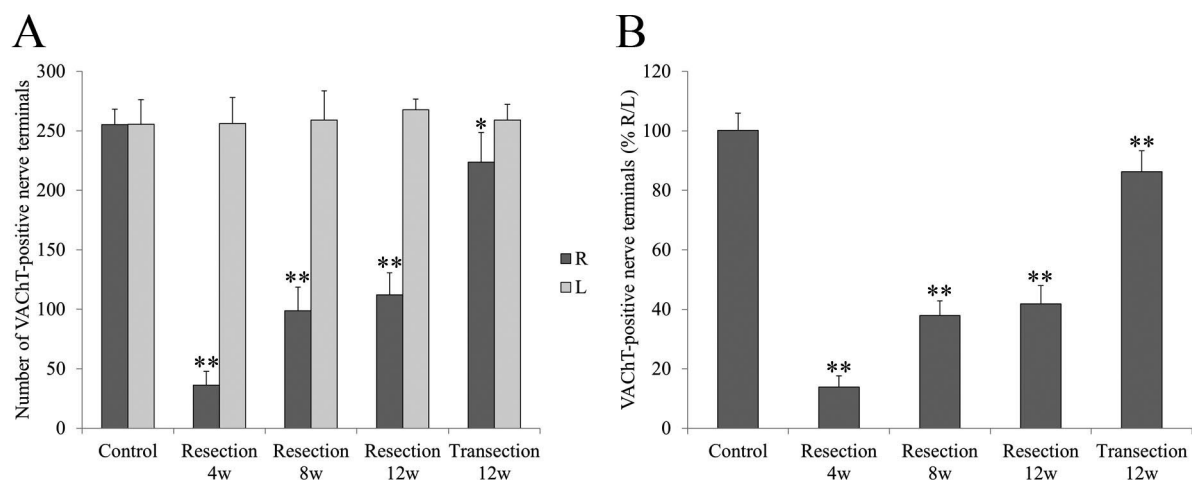 A
Number of VAChT-positive nerve terminals
300
250
200
150
100
50
0
**
**
**
*
Control
Resection
4w
Resection
8w
Resection
12w
Transection
12w
R
L
B
VAChT-positive nerve terminals (% R/L)
120
100
80
60
40
20
0
**
**
**
**
Control
Resection
4w
Resection
8w
Resection
12w
Transection
12w